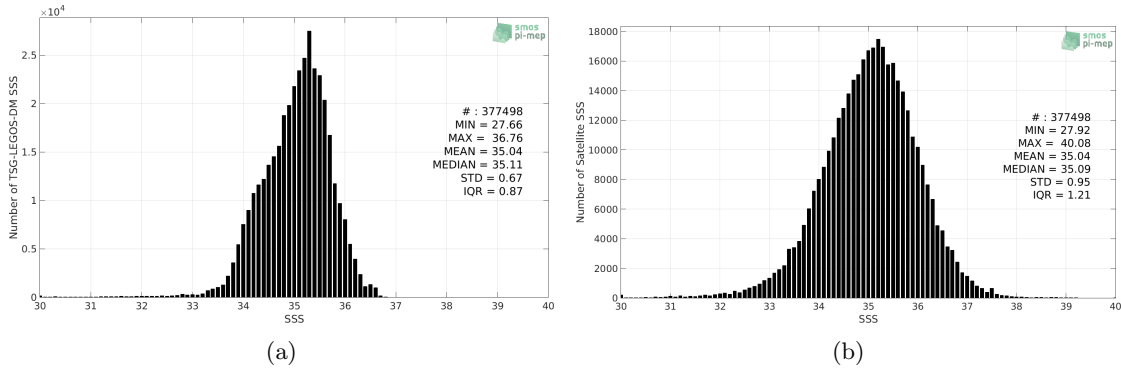 ×10⁴
smos
pi-mep
2.5
2
1.5
1
0.5
0
Number of TSG-LEGOS-DM SSS
# : 377498
MIN = 27.66
MAX = 36.76
MEAN = 35.04
MEDIAN = 35.11
STD = 0.67
IQR = 0.87
30 31 32 33 34 35 36 37 38 39 40
SSS
(a)
smos
pi-mep
18000
16000
14000
12000
10000
8000
6000
4000
2000
0
Number of Satellite SSS
# : 377498
MIN = 27.92
MAX = 40.08
MEAN = 35.04
MEDIAN = 35.09
STD = 0.95
IQR = 1.21
30 31 32 33 34 35 36 37 38 39 40
SSS
(b)